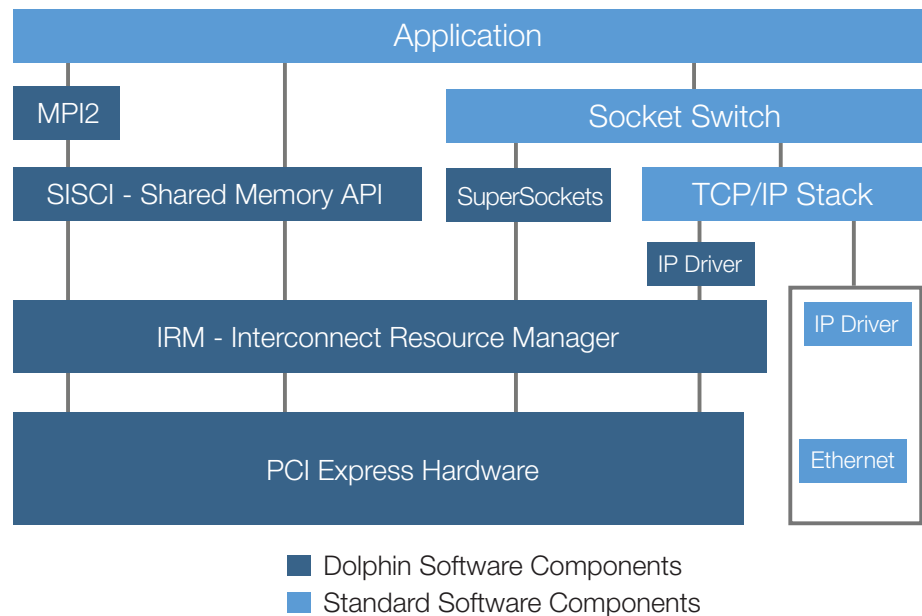 Application
MPI2
Socket Switch
SISCI - Shared Memory API
SuperSockets
TCP/IP Stack
IP Driver
IRM - Interconnect Resource Manager
IP Driver
PCI Express Hardware
Ethernet
Dolphin Software Components
Standard Software Components